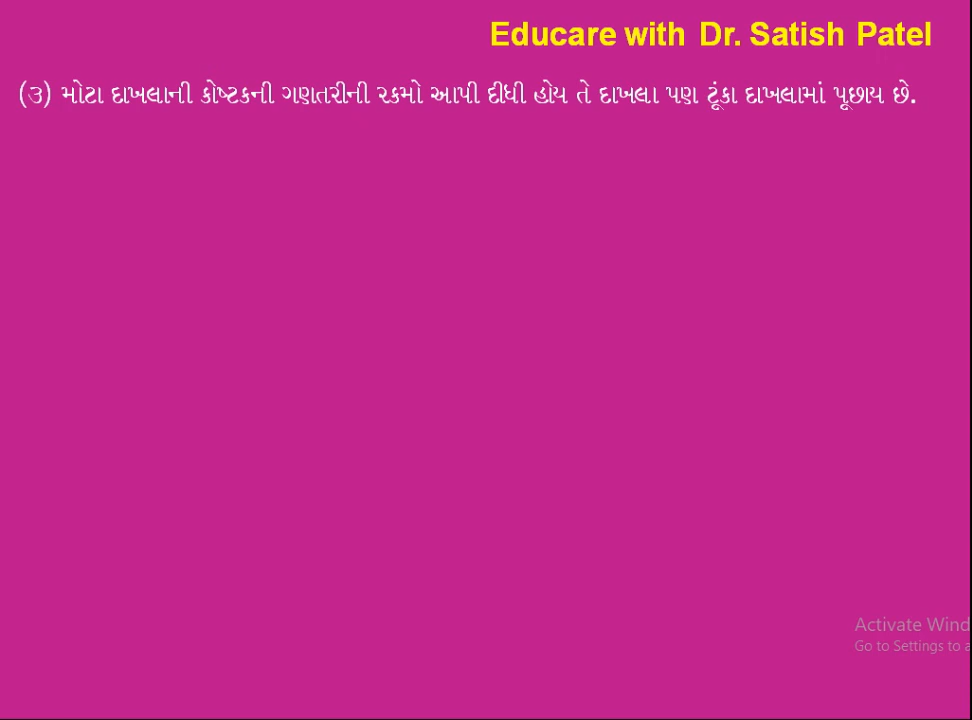 Educare with Dr. Satish Patel
(૩) મોટા દાખલાની કોષ્ટકની ગણતરીની રકમો આપી દીધી હોય તે દાખલા પણ ટૂંકા દાખલામાં પૂછાય છે.
Activate Wind
Go to Settings to a